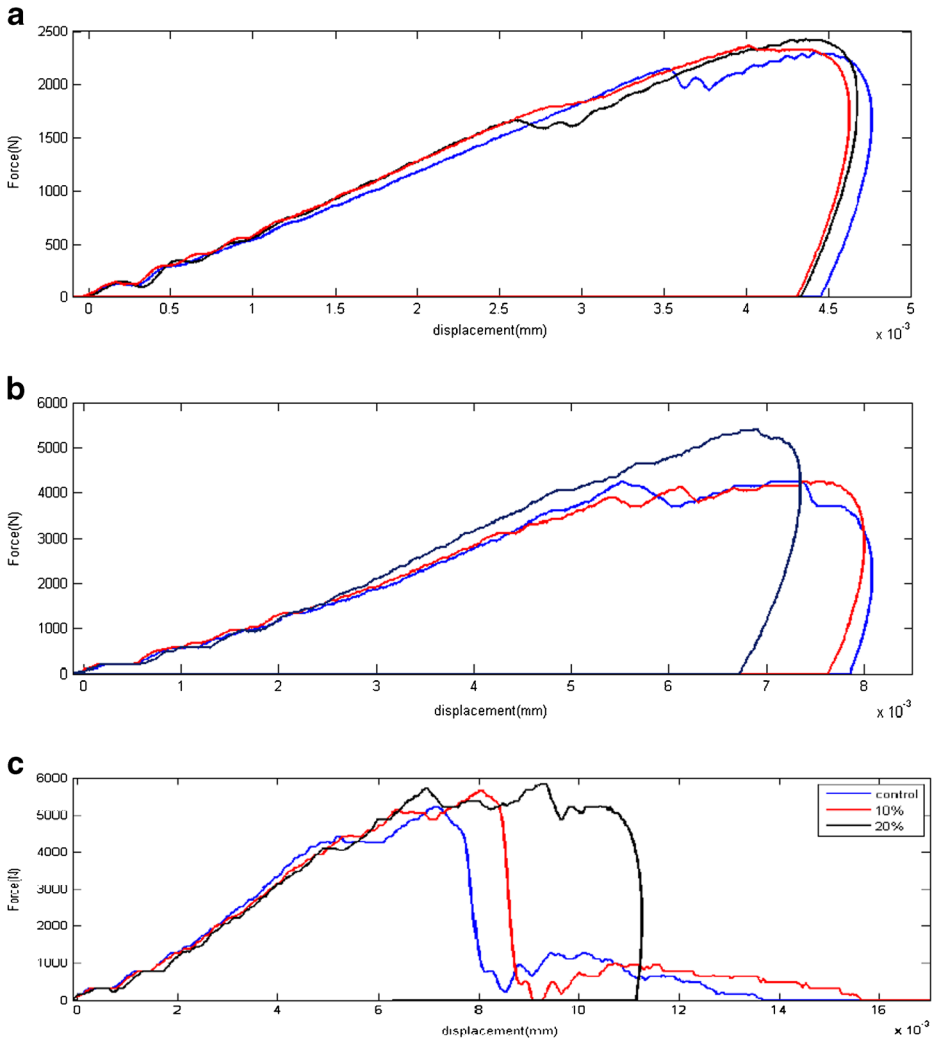 a
2500
2000
1500
1000
500
0
Force(N)
0 0.5 1 1.5 2 2.5 3 3.5 4 4.5 5
displacement(mm)
x 10-3
b
6000
5000
4000
3000
2000
1000
0
Force(N)
0 1 2 3 4 5 6 7 8
displacement(mm)
x 10-3
c
6000
5000
4000
3000
2000
1000
0
Force(N)
control
10%
20%
0 2 4 6 8 10 12 14 16
displacement(mm)
x 10-3